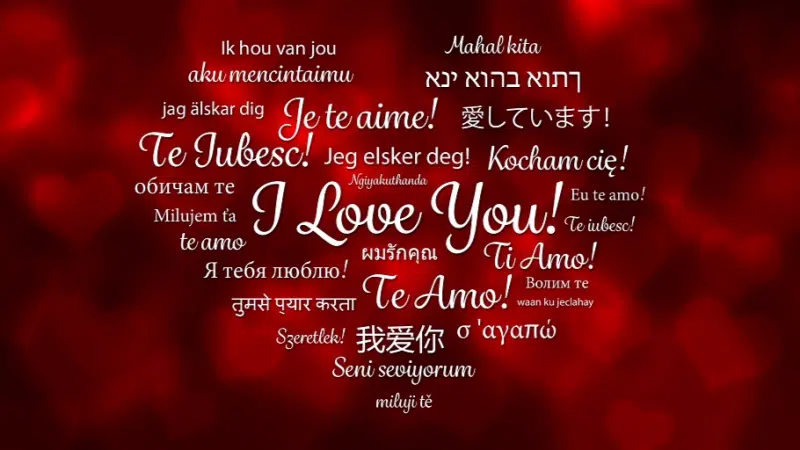 Ik hou van jou
Mahal kita
aku mencintaimu
ךתוא בהוא ינא
jag älskar dig
Je te aime!
愛しています!
Te Iubesc!
Jeg elsker deg!
Kocham cię!
обичам те
Ngiyakuthanda
Milujem ťa
I Love You!
Eu te amo!
Te iubesc!
te amo
ผมรักคุณ
Ti Amo!
Я тебя люблю!
Te Amo!
Волим те
तुमसे प्यार करता
waan ku jeclahay
Szeretlek!
我爱你
σ 'αγαπώ
Seni seviyorum
miluji tě